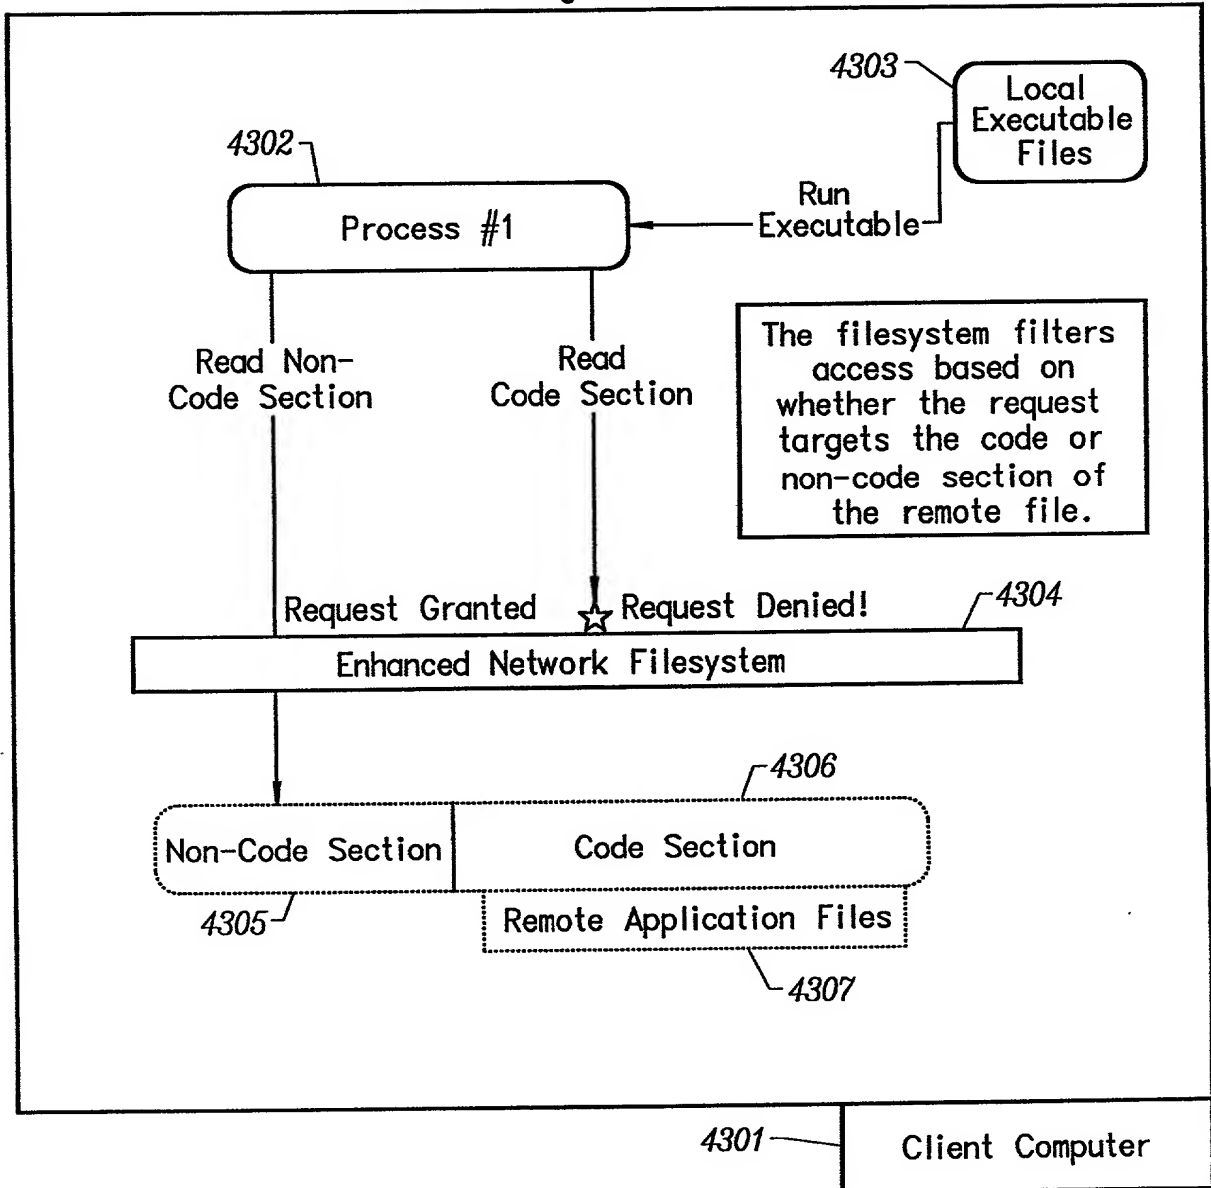 4303
Local
Executable
Files
4302
Run
Executable
Process #1
The filesystem filters
access based on
whether the request
targets the code or
non-code section of
the remote file.
Read Non-
Code Section
Read
Code Section
Request Granted
Request Denied!
4304
Enhanced Network Filesystem
4306
Non-Code Section
Code Section
4305
Remote Application Files
4307
4301
Client Computer